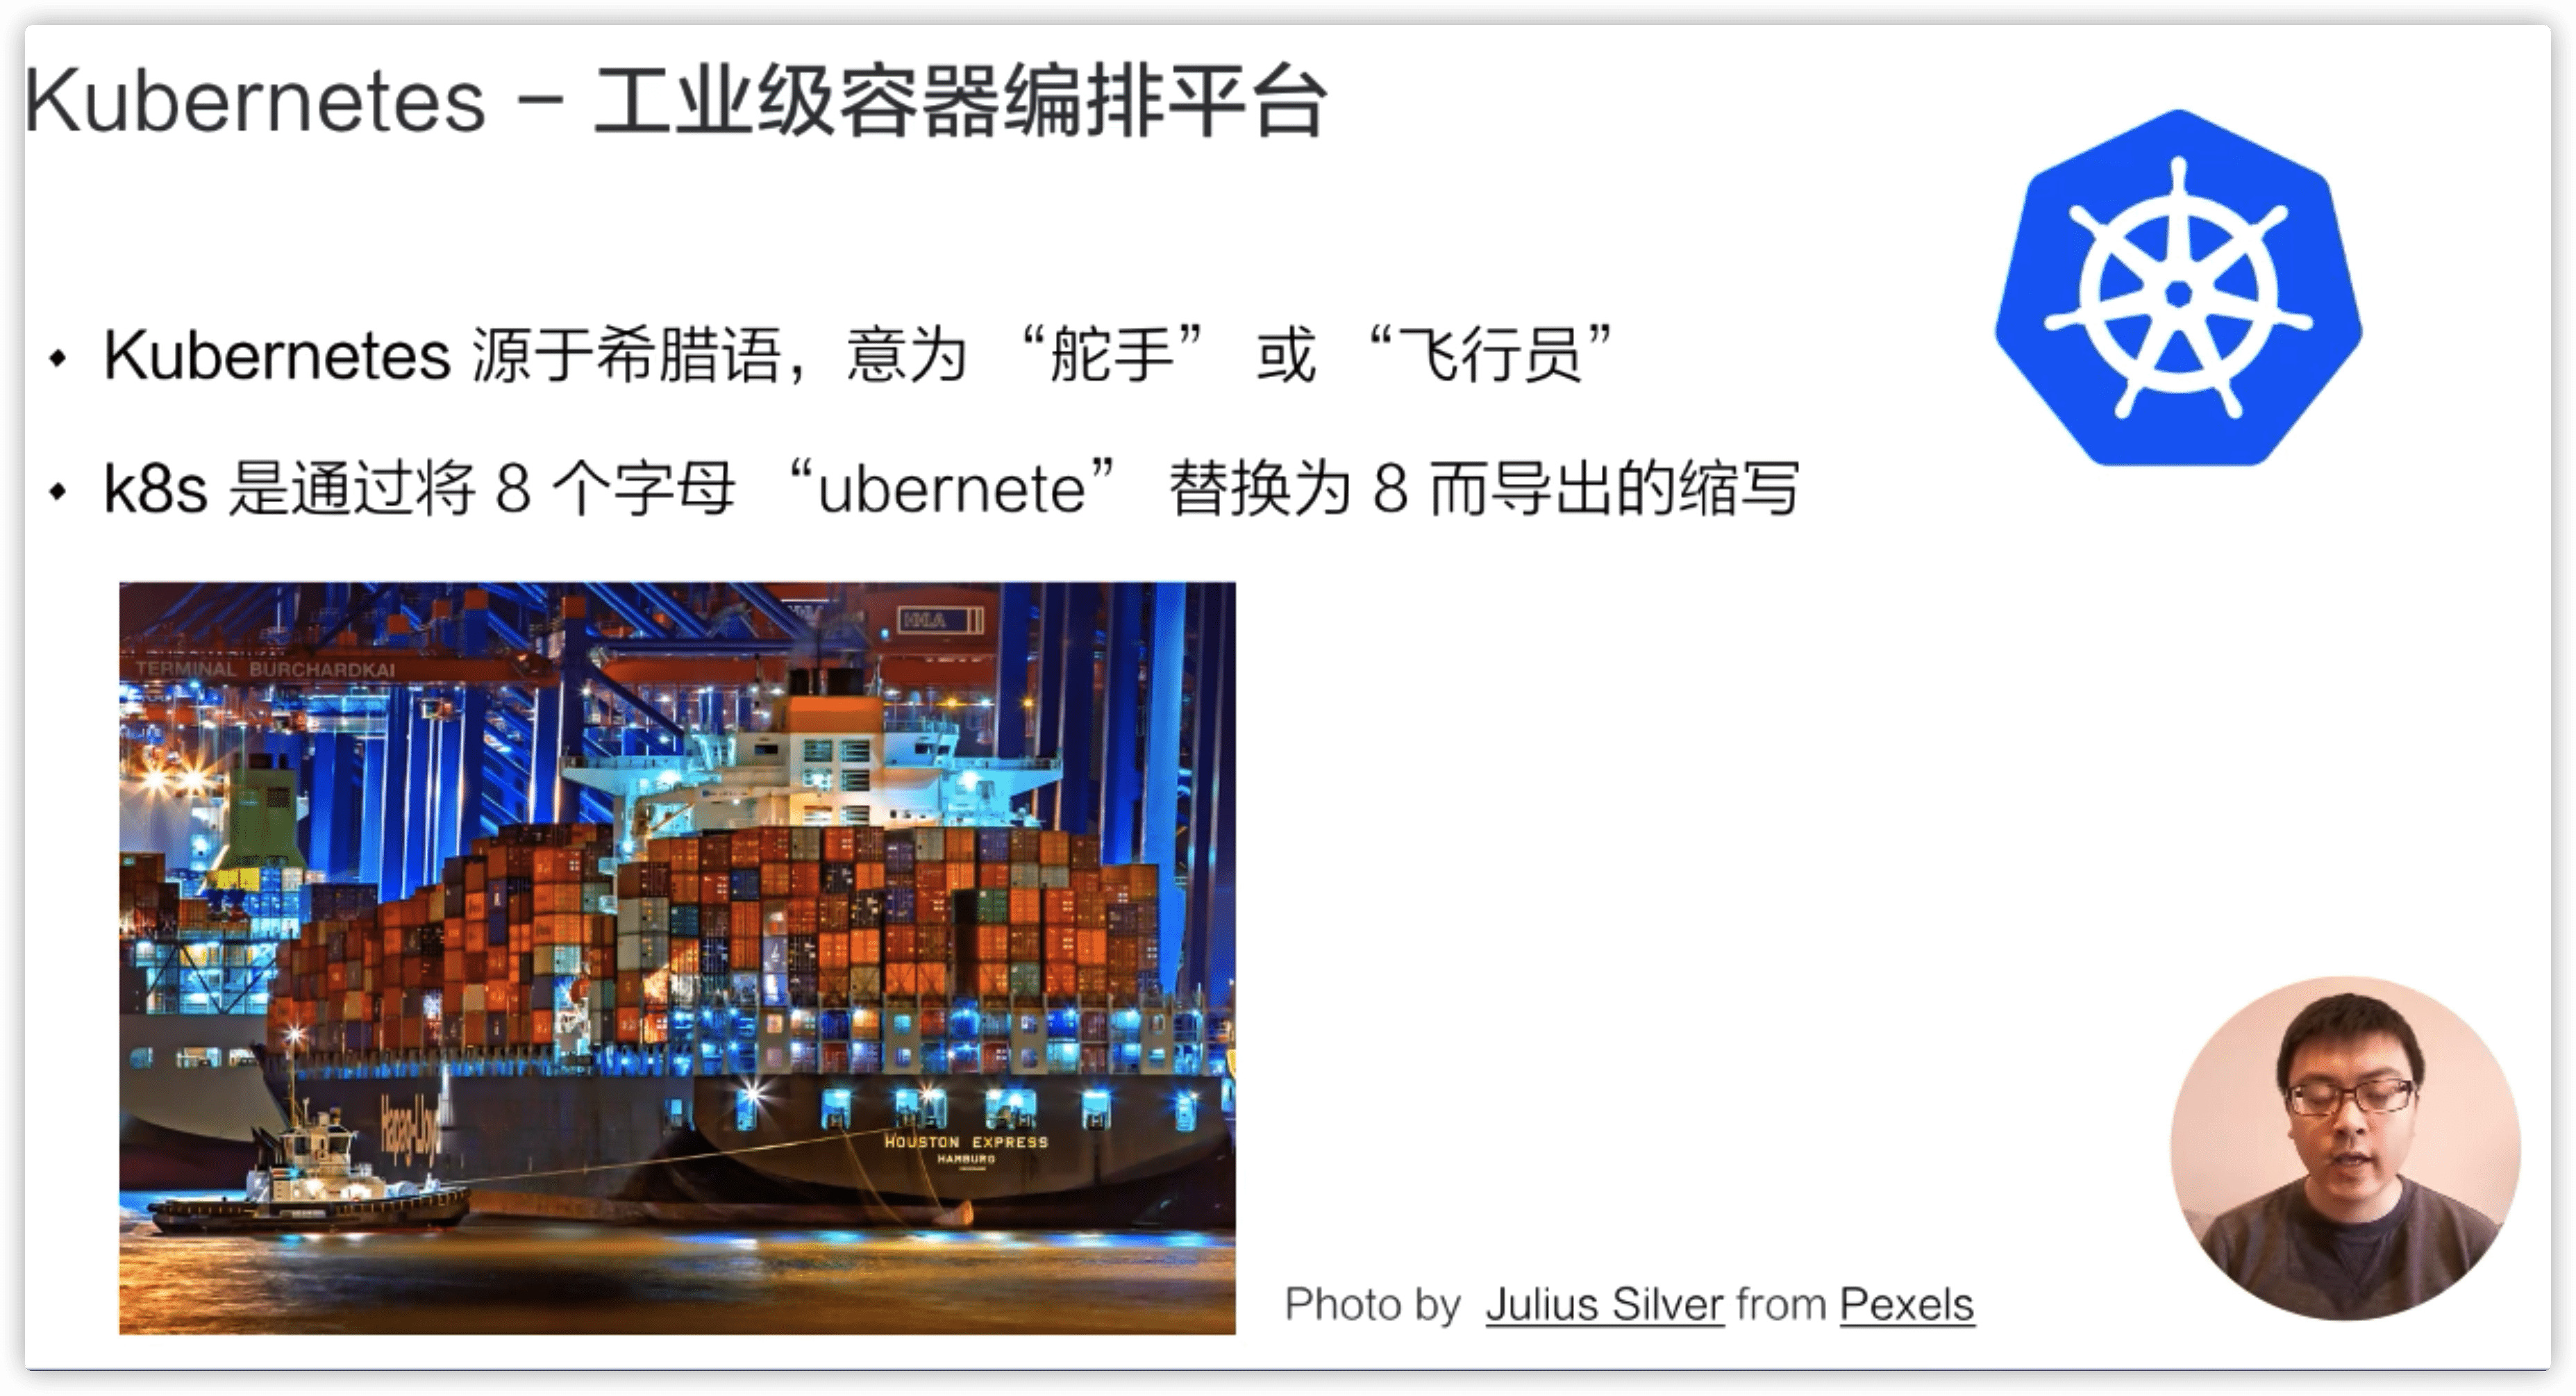 Kubernetes – 工业级容器编排平台
• Kubernetes 源于希腊语，意为 “舵手” 或 “飞行员”
• k8s 是通过将 8 个字母 “ubernete” 替换为 8 而导出的缩写
HHLA
TERMINAL BURCHARDKAI
Hapag-Lloyd
HOUSTON EXPRESS
HAMBURG
Photo by Julius Silver from Pexels